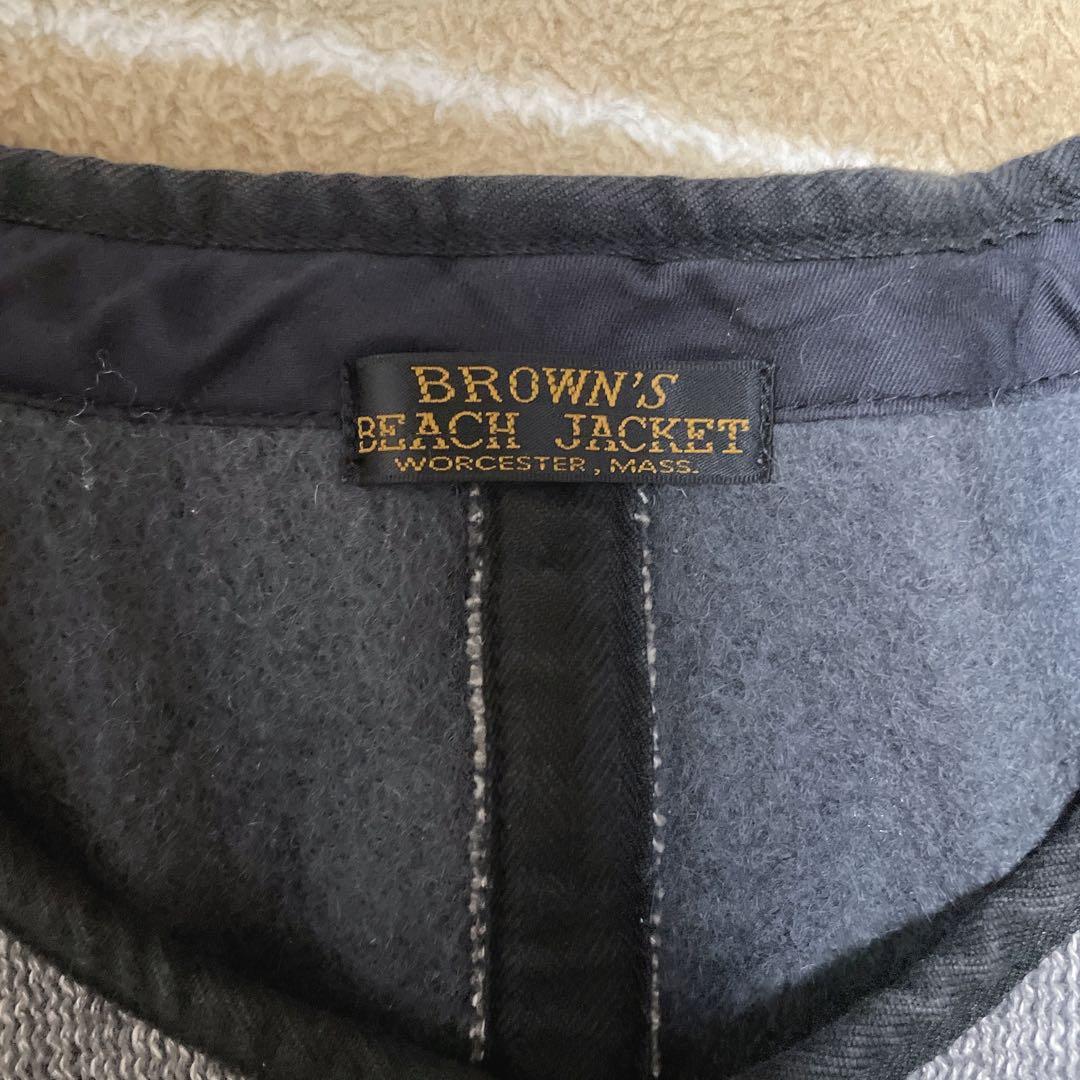 BROWN'S
BEACH JACKET
WORCESTER, MASS.